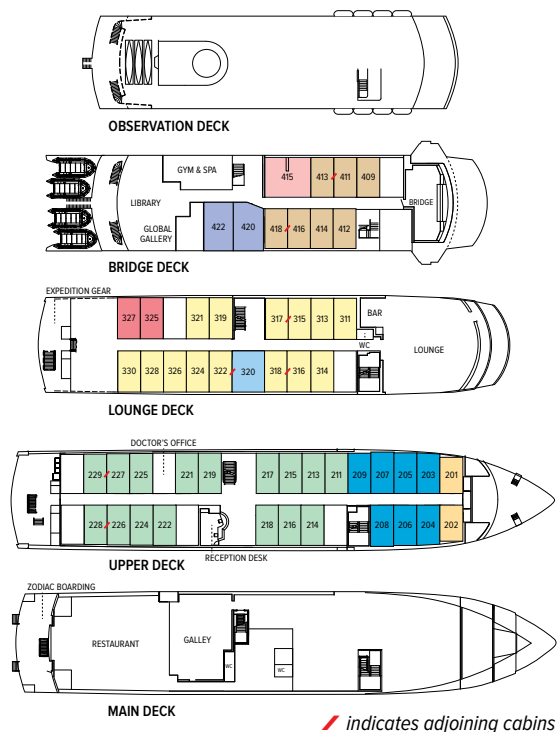 OBSERVATION DECK
GYM & SPA
415 413 411 409
LIBRARY
BRIDGE
GLOBAL
GALLERY
422 420 418 416 414 412
BRIDGE DECK
EXPEDITION GEAR
327 325 321 319 317 315 313 311
BAR
WC
LOUNGE
330 328 326 324 322 320 318 316 314
LOUNGE DECK
DOCTOR'S OFFICE
229 227 225 221 219 217 215 213 211 209 207 205 203 201
228 226 224 222 218 216 214 208 206 204 202
RECEPTION DESK
UPPER DECK
ZODIAC BOARDING
RESTAURANT
GALLEY
WC
WC
MAIN DECK
indicates adjoining cabins